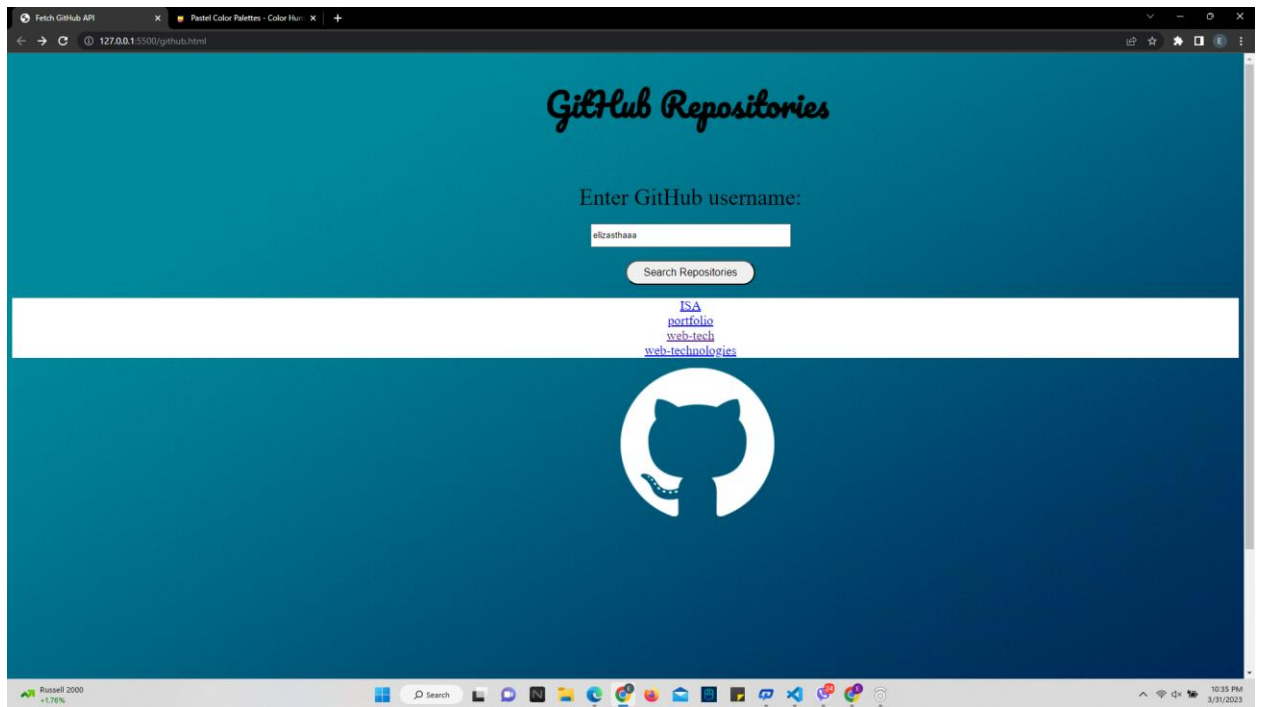 Fetch GitHub API
Pastel Color Palettes - Color Hun
127.0.0.1:5500/github.html
E
GitHub Repositories
Enter GitHub username:
elizasthaaa
Search Repositories
ISA
portfolio
web-tech
web-technologies
Russell 2000
+1.76%
Search
24
10:35 PM
3/31/2023